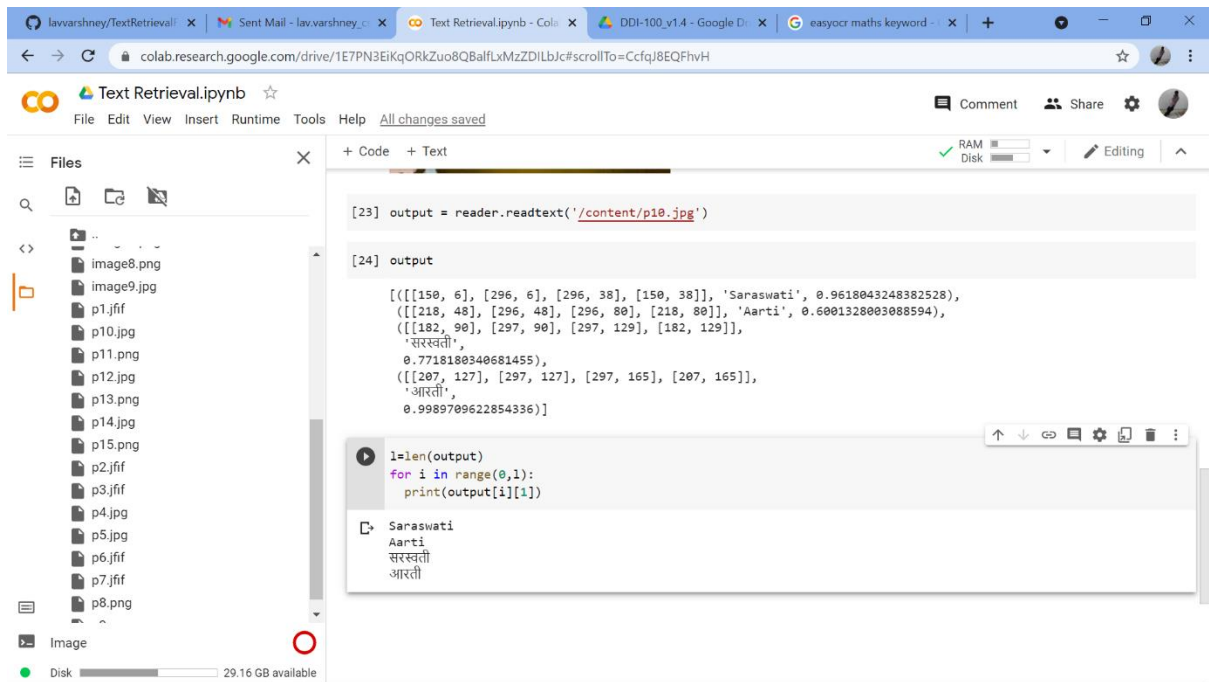 lavvarshney/TextRetrievalF
Sent Mail - lav.varshney_c
Text Retrieval.ipynb - Cola
DDI-100_v1.4 - Google Dr
easyocr maths keyword -
colab.research.google.com/drive/1E7PN3EiKqORkZuo8QBalfLxMzZDILbJc#scrollTo=CcfqJ8EQFhvH
CO Text Retrieval.ipynb
Comment Share
File Edit View Insert Runtime Tools Help All changes saved
Files
+ Code + Text
RAM
Disk
Editing
..
image8.png
image9.jpg
p1.jfif
p10.jpg
p11.png
p12.jpg
p13.png
p14.jpg
p15.png
p2.jfif
p3.jfif
p4.jpg
p5.jpg
p6.jfif
p7.jfif
p8.png
Image
Disk 29.16 GB available
[23] output = reader.readtext('/content/p10.jpg')
[24] output
[([[150, 6], [296, 6], [296, 38], [150, 38]], 'Saraswati', 0.9618043248382528),
([[218, 48], [296, 48], [296, 80], [218, 80]], 'Aarti', 0.6001328003088594),
([[182, 90], [297, 90], [297, 129], [182, 129]],
'सरस्वती',
0.7718180340681455),
([[207, 127], [297, 127], [297, 165], [207, 165]],
'आरती',
0.9989709622854336)]
l=len(output)
for i in range(0,l):
print(output[i][1])
Saraswati
Aarti
सरस्वती
आरती